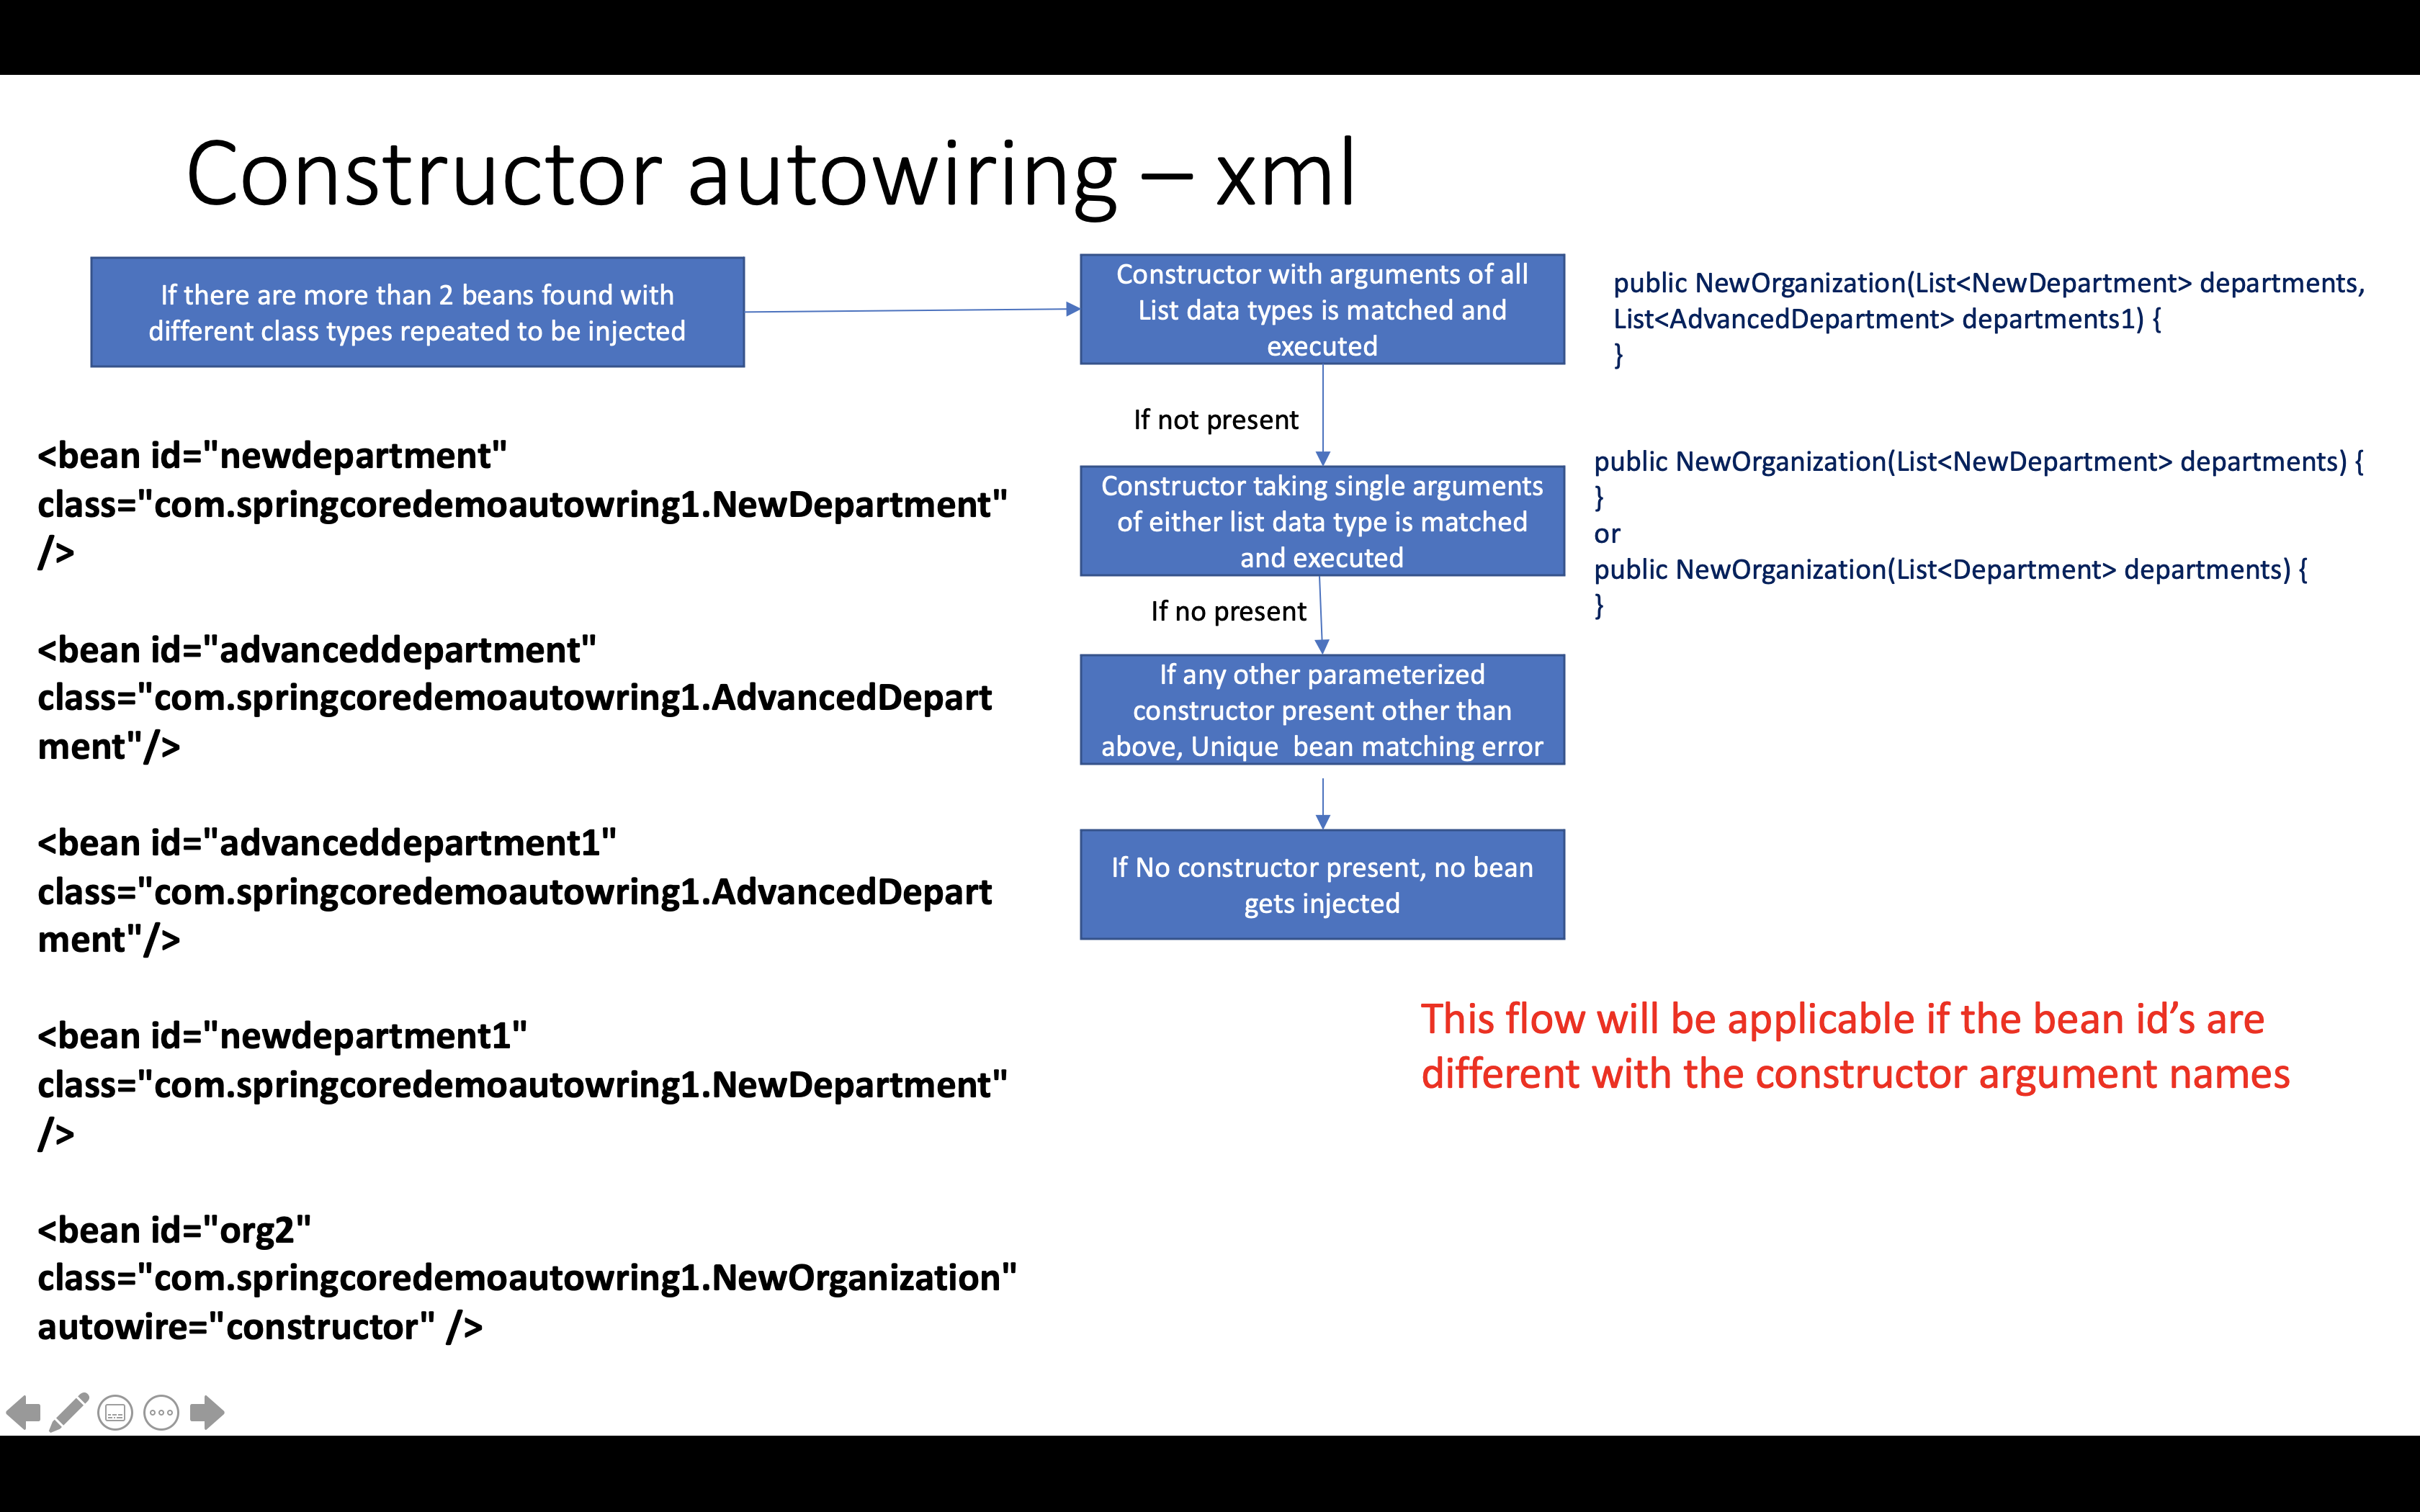 Constructor autowiring – xml
If there are more than 2 beans found with
different class types repeated to be injected
Constructor with arguments of all
List data types is matched and
executed
public NewOrganization(List<NewDepartment> departments,
List<AdvancedDepartment> departments1) {
}
If not present
Constructor taking single arguments
of either list data type is matched
and executed
public NewOrganization(List<NewDepartment> departments) {
}
or
public NewOrganization(List<Department> departments) {
}
If no present
If any other parameterized
constructor present other than
above, Unique  bean matching error
If No constructor present, no bean
gets injected
<bean id="newdepartment"
class="com.springcoredemoautowring1.NewDepartment"
/>
<bean id="advanceddepartment"
class="com.springcoredemoautowring1.AdvancedDepart
ment"/>
<bean id="advanceddepartment1"
class="com.springcoredemoautowring1.AdvancedDepart
ment"/>
<bean id="newdepartment1"
class="com.springcoredemoautowring1.NewDepartment"
/>
<bean id="org2"
class="com.springcoredemoautowring1.NewOrganization"
autowire="constructor" />
This flow will be applicable if the bean id’s are
different with the constructor argument names